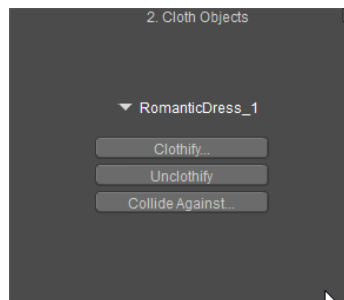 2. Cloth Objects
RomanticDress_1
Clothify...
Unclothify
Collide Against...